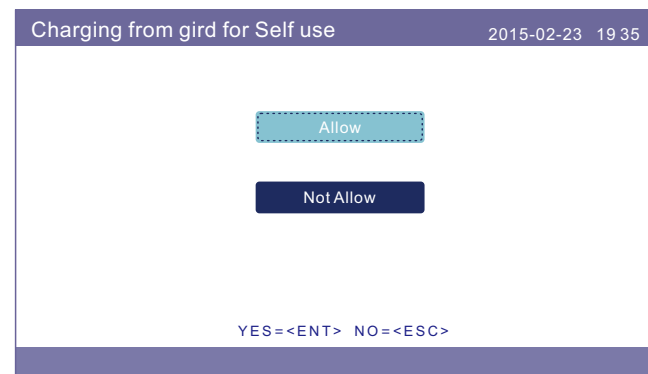 Charging from gird for Self use 2015-02-23 19 35
Allow
Not Allow
YES=<ENT> NO=<ESC>